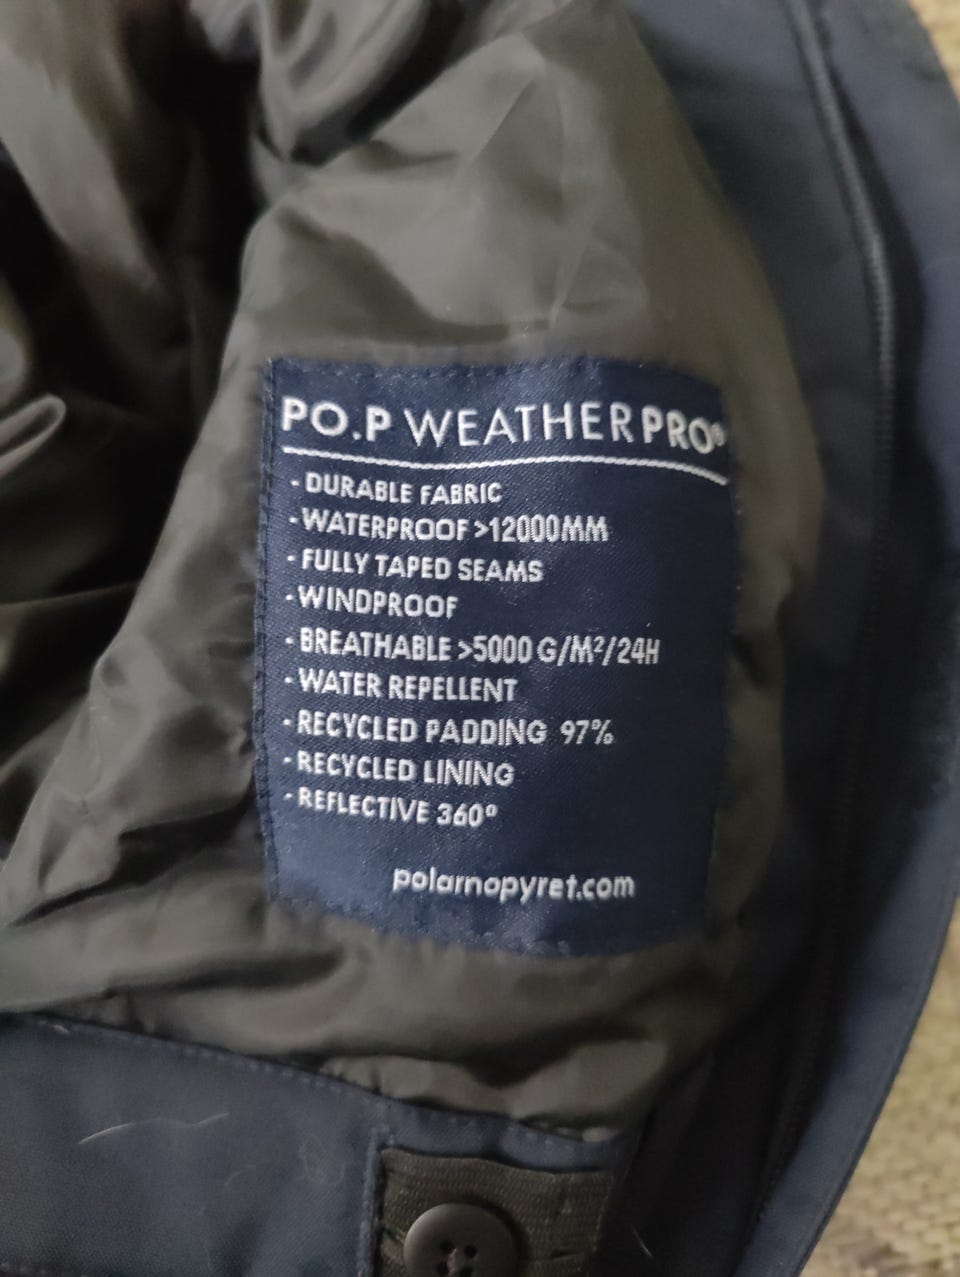 PO.P WEATHERPRO®
- DURABLE FABRIC
- WATERPROOF >12000MM
- FULLY TAPED SEAMS
- WINDPROOF
- BREATHABLE >5000 G/M²/24H
- WATER REPELLENT
- RECYCLED PADDING 97%
- RECYCLED LINING
- REFLECTIVE 360°
polarnopyret.com